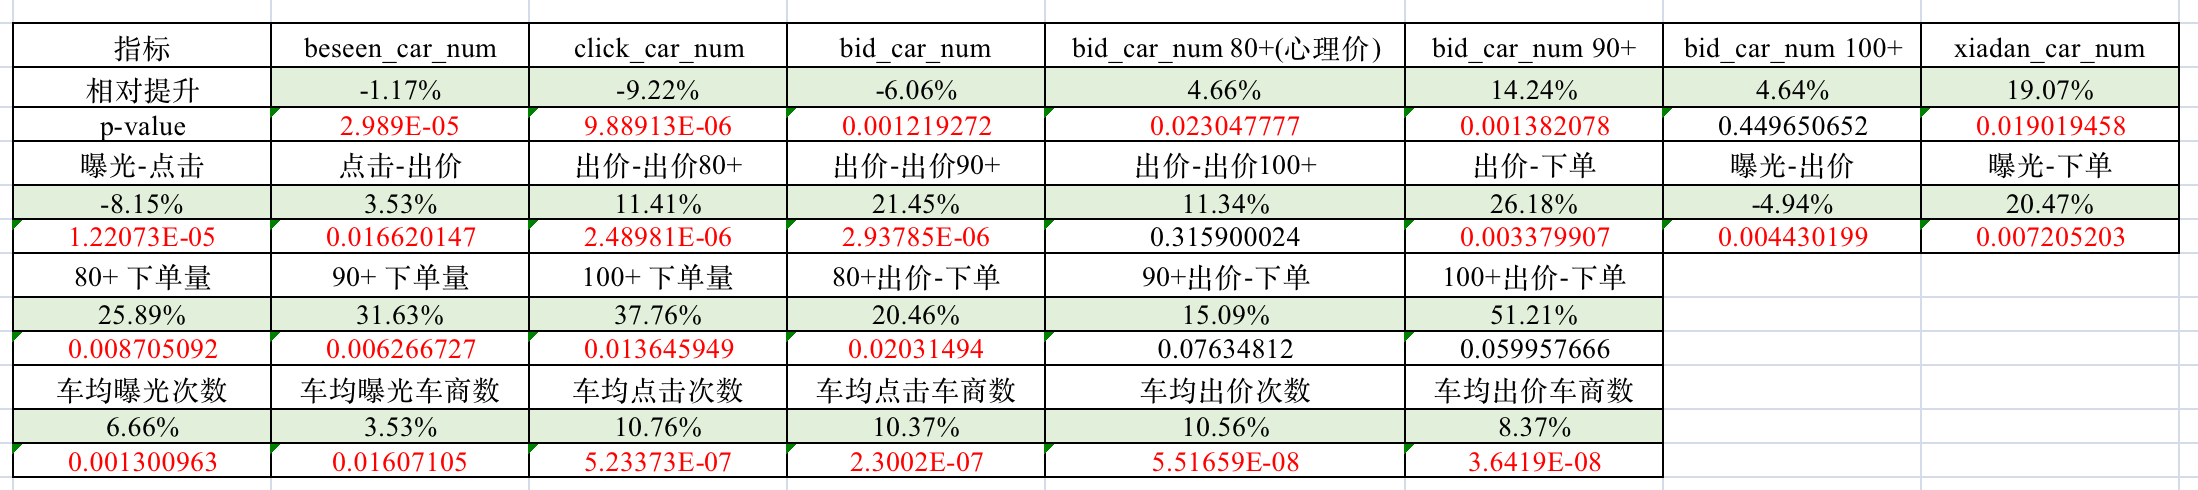 指标 beseen_car_num click_car_num bid_car_num bid_car_num 80+(心理价) bid_car_num 90+ bid_car_num 100+ xiadan_car_num
相对提升 -1.17% -9.22% -6.06% 4.66% 14.24% 4.64% 19.07%
p-value 2.989E-05 9.88913E-06 0.001219272 0.023047777 0.001382078 0.449650652 0.019019458
曝光-点击 点击-出价 出价-出价80+ 出价-出价90+ 出价-出价100+ 出价-下单 曝光-出价 曝光-下单
-8.15% 3.53% 11.41% 21.45% 11.34% 26.18% -4.94% 20.47%
1.22073E-05 0.016620147 2.48981E-06 2.93785E-06 0.315900024 0.003379907 0.004430199 0.007205203
80+ 下单量 90+ 下单量 100+ 下单量 80+出价-下单 90+出价-下单 100+出价-下单
25.89% 31.63% 37.76% 20.46% 15.09% 51.21%
0.008705092 0.006266727 0.013645949 0.02031494 0.07634812 0.059957666
车均曝光次数 车均曝光车商数 车均点击次数 车均点击车商数 车均出价次数 车均出价车商数
6.66% 3.53% 10.76% 10.37% 10.56% 8.37%
0.001300963 0.01607105 5.23373E-07 2.3002E-07 5.51659E-08 3.6419E-08